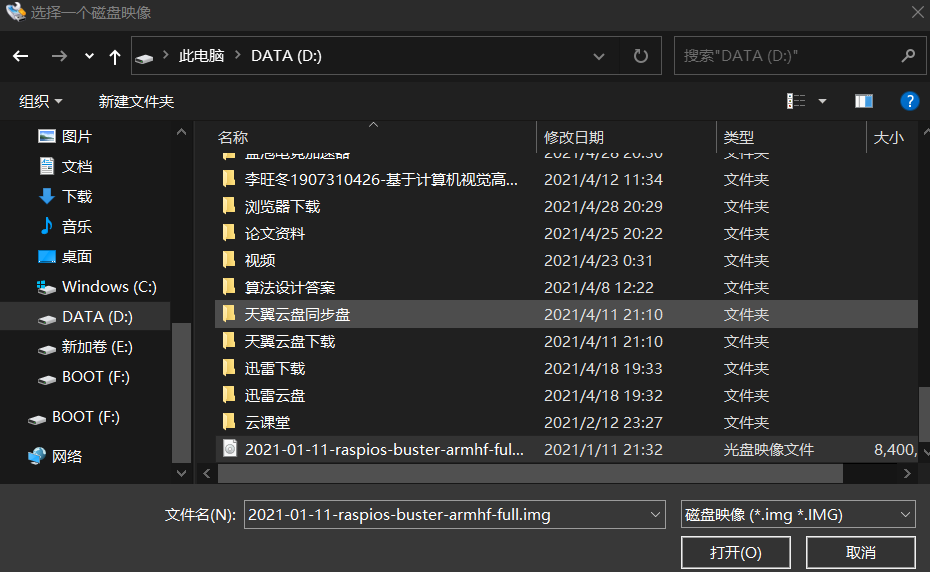 选择一个磁盘映像
此电脑 DATA (D:)
搜索"DATA (D:)"
组织 新建文件夹
图片
文档
下载
音乐
桌面
Windows (C:)
DATA (D:)
新加卷 (E:)
BOOT (F:)
BOOT (F:)
网络
名称 修改日期 类型 大小
2021/4/28 20:30 文件夹
李旺冬1907310426-基于计算机视觉高... 2021/4/12 11:34 文件夹
浏览器下载 2021/4/28 20:29 文件夹
论文资料 2021/4/25 20:22 文件夹
视频 2021/4/23 0:31 文件夹
算法设计答案 2021/4/8 12:22 文件夹
天翼云盘同步盘 2021/4/11 21:10 文件夹
天翼云盘下载 2021/4/11 21:10 文件夹
迅雷下载 2021/4/18 19:33 文件夹
迅雷云盘 2021/4/18 19:32 文件夹
云课堂 2021/2/12 23:27 文件夹
2021-01-11-raspios-buster-armhf-ful... 2021/1/11 21:32 光盘映像文件 8,400,
文件名(N): 2021-01-11-raspios-buster-armhf-full.img 磁盘映像 (*.img *.IMG)
打开(O) 取消